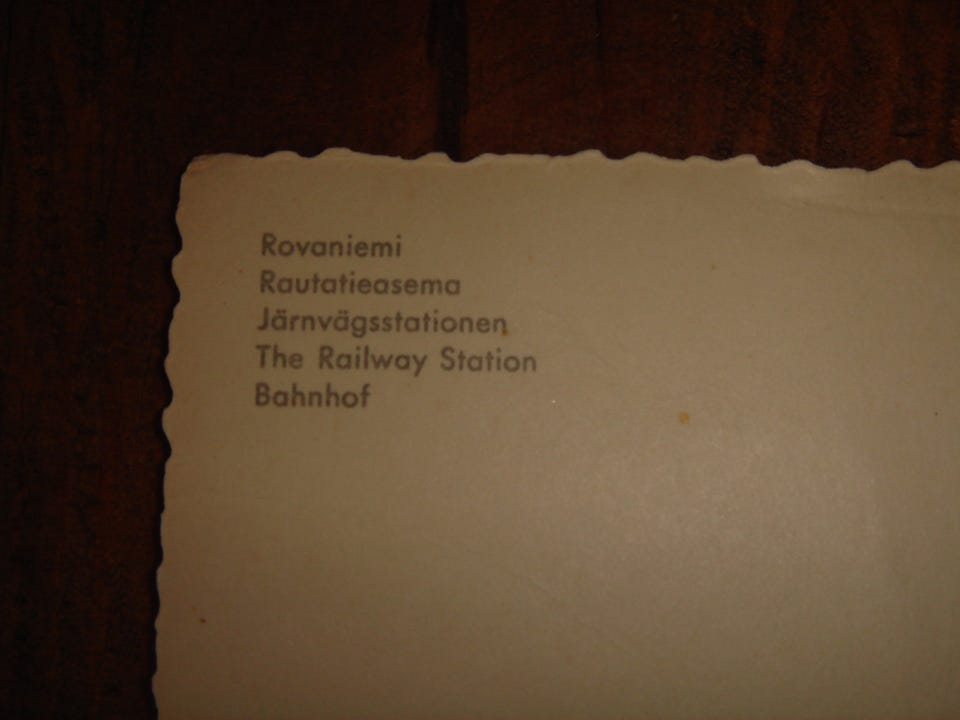 Rovaniemi
Rautatieasema
Järnvägsstationen
The Railway Station
Bahnhof